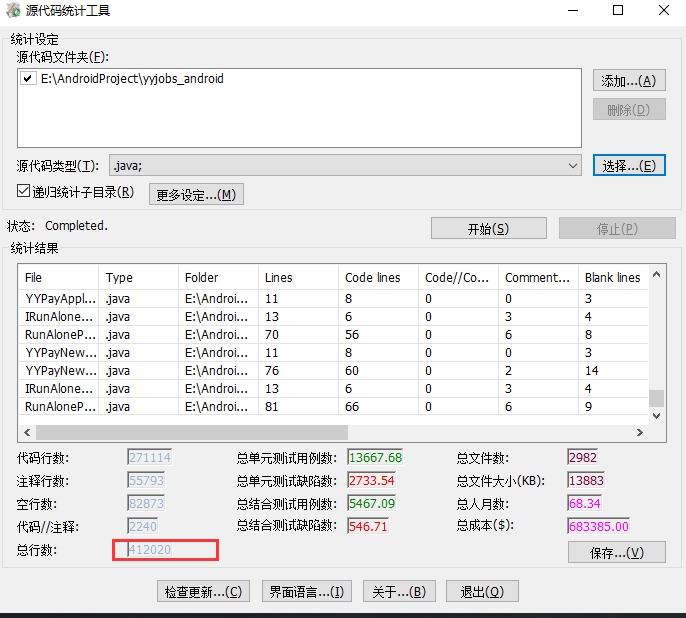 源代码统计工具
统计设定
源代码文件夹(F):
E:\AndroidProject\yyjobs_android
添加...(A)
删除(D)
源代码类型(T): .java; 选择...(E)
递归统计子目录(R) 更多设定...(M)
状态: Completed. 开始(S) 停止(P)
统计结果
File Type Folder Lines Code lines Code//Co... Comment... Blank lines
YYPayAppl... .java E:\Androi... 11 8 0 0 3
IRunAlone... .java E:\Androi... 13 6 0 3 4
RunAloneP... .java E:\Androi... 70 56 0 6 8
YYPayNew... .java E:\Androi... 11 8 0 0 3
YYPayNew... .java E:\Androi... 76 60 0 2 14
IRunAlone... .java E:\Androi... 13 6 0 3 4
RunAloneP... .java E:\Androi... 81 66 0 6 9
代码行数: 271114 总单元测试用例数: 13667.68 总文件数: 2982
注释行数: 55793 总单元测试缺陷数: 2733.54 总文件大小(KB): 13883
空行数: 82873 总结合测试用例数: 5467.09 总人月数: 68.34
代码//注释: 2240 总结合测试缺陷数: 546.71 总成本($): 683385.00
总行数: 412020 保存...(V)
检查更新...(C) 界面语言...(I) 关于...(B) 退出(Q)